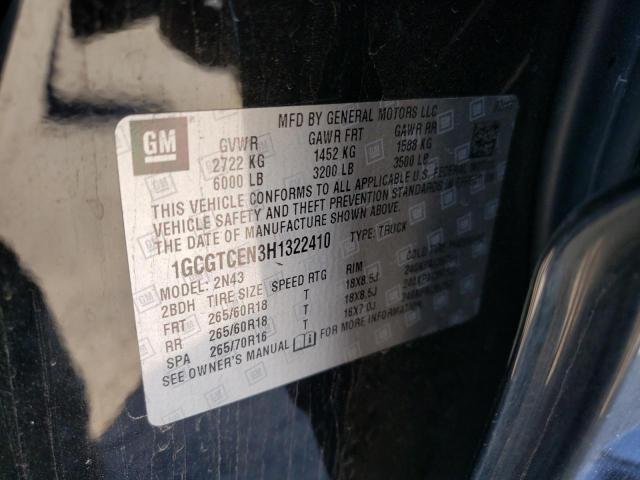 MFD BY GENERAL MOTORS LLC
GM
GVWR GAWR FRT GAWR RR
2722 KG 1452 KG 1588 KG
6000 LB 3200 LB 3500 LB
THIS VEHICLE CONFORMS TO ALL APPLICABLE U.S. FEDERAL
VEHICLE SAFETY AND THEFT PREVENTION STANDARDS IN EFFECT ON
THE DATE OF MANUFACTURE SHOWN ABOVE.
1GCGTCEN3H1322410 TYPE: TRUCK
MODEL: 2N43
2BDH TIRE SIZE SPEED RTG RIM COLD
FRT 265/60R18 T 18X8.5J
RR 265/60R18 T 18X8.5J
SPA 265/70R16 T 16X7.0J
SEE OWNER'S MANUAL FOR MORE INFORMATION.